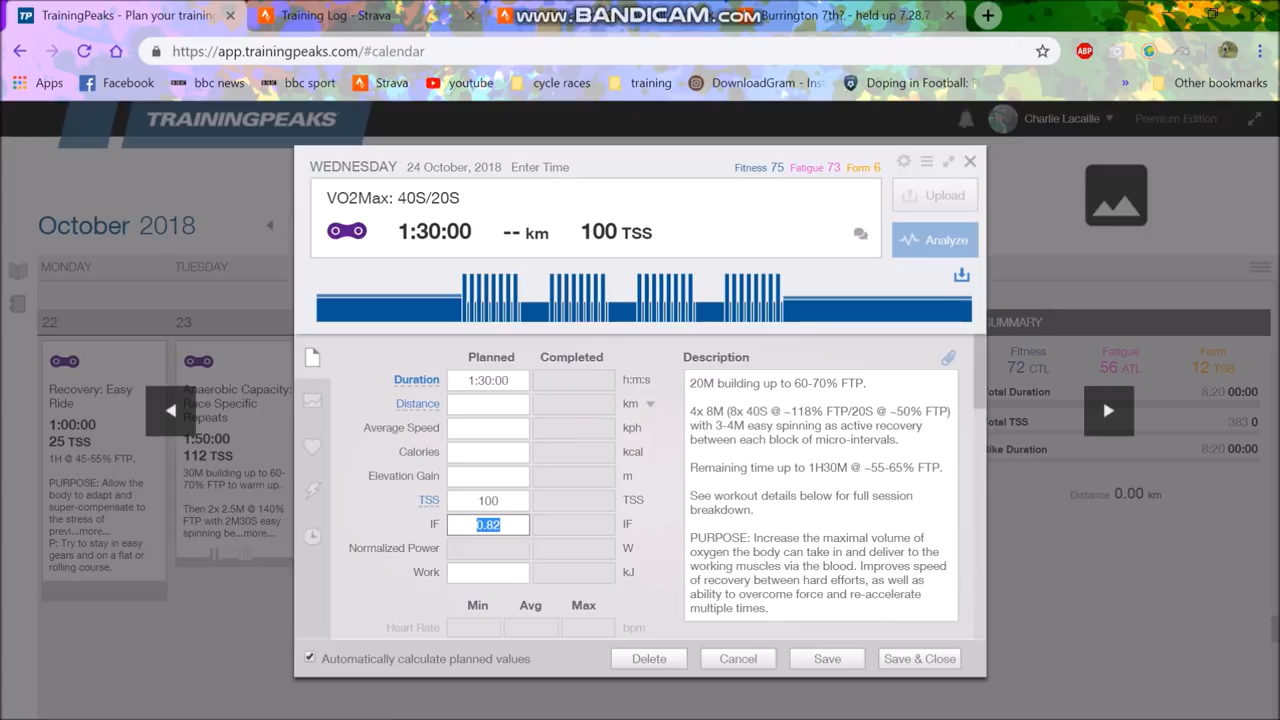 TrainingPeaks - Plan your training
Training Log - Strava
www.BANDICAM.com
Burrington 7th? - held up 7.28.7
https://app.trainingpeaks.com/#calendar
ABP
Apps
Facebook
bbc news
bbc sport
Strava
youtube
cycle races
training
DownloadGram - Inst
Doping in Football:
»
Other bookmarks
TRAININGPEAKS
Charlie Lacaille
Premium Edition
WEDNESDAY 24 October, 2018 Enter Time
Fitness 75 Fatigue 73 Form 6
VO2Max: 40S/20S
1:30:00 -- km 100 TSS
Upload
Analyze
October 2018
MONDAY
TUESDAY
22
23
Recovery: Easy
Ride
1:00:00
25 TSS
1H @ 45-55% FTP.
PURPOSE: Allow the
body to adapt and
super-compensate to
the stress of
previ...more...
P: Try to stay in easy
gears and on a flat or
rolling course.
Anaerobic Capacity:
Race Specific
Repeats
1:50:00
112 TSS
30M building up to 60-
70% FTP to warm up.
Then 2x 2.5M @ 140%
FTP with 2M30S easy
spinning be...more...
Planned Completed
Duration 1:30:00 h:m:s
Distance km
Average Speed kph
Calories kcal
Elevation Gain m
TSS 100 TSS
IF 0.82 IF
Normalized Power W
Work kJ
Min Avg Max
Heart Rate bpm
Description
20M building up to 60-70% FTP.
4x 8M (8x 40S @ ~118% FTP/20S @ ~50% FTP)
with 3-4M easy spinning as active recovery
between each block of micro-intervals.
Remaining time up to 1H30M @ ~55-65% FTP.
See workout details below for full session
breakdown.
PURPOSE: Increase the maximal volume of
oxygen the body can take in and deliver to the
working muscles via the blood. Improves speed
of recovery between hard efforts, as well as
ability to overcome force and re-accelerate
multiple times.
Automatically calculate planned values
Delete
Cancel
Save
Save & Close
SUMMARY
Fitness Fatigue Form
72 CTL 56 ATL 12 TSB
Total Duration 8:20 00:00
Total TSS 383 0
Bike Duration 8:20 00:00
Distance 0.00 km